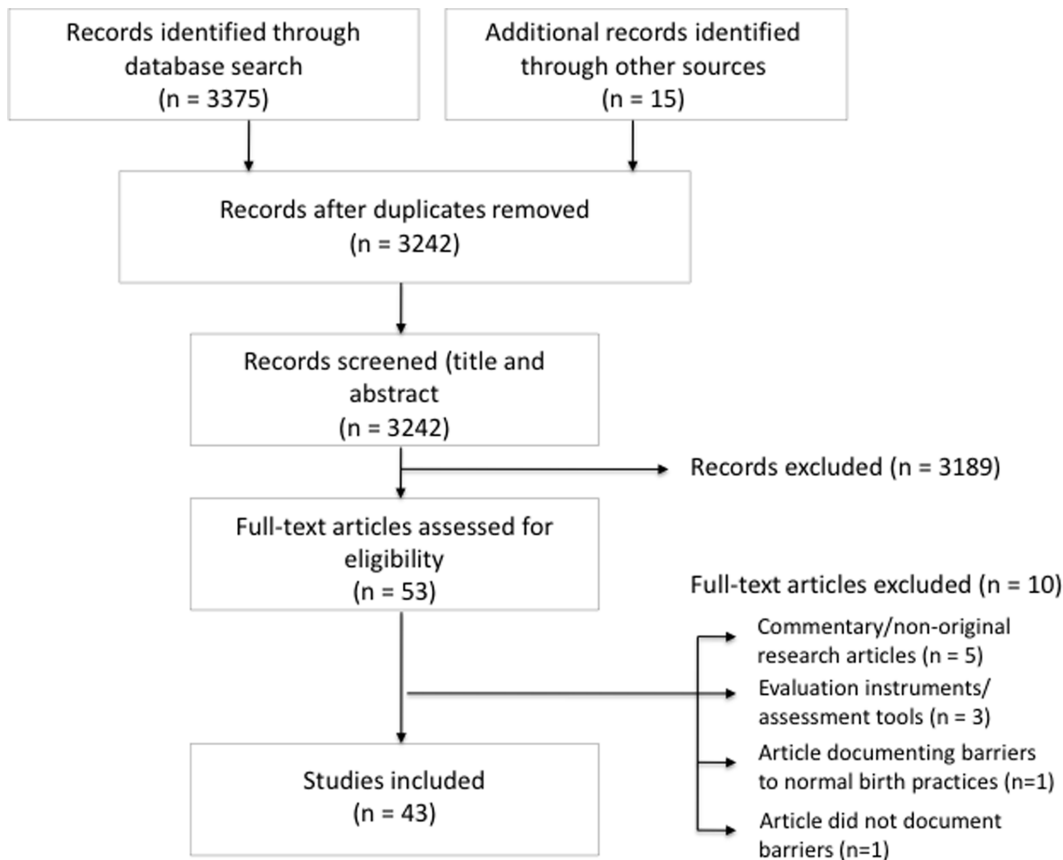 Records identified through
database search
(n = 3375)
Additional records identified
through other sources
(n = 15)
Records after duplicates removed
(n = 3242)
Records screened (title and
abstract
(n = 3242)
Records excluded (n = 3189)
Full-text articles assessed for
eligibility
(n = 53)
Full-text articles excluded (n = 10)
Commentary/non-original
research articles (n = 5)
Evaluation instruments/
assessment tools (n = 3)
Article documenting barriers
to normal birth practices (n=1)
Article did not document
barriers (n=1)
Studies included
(n = 43)